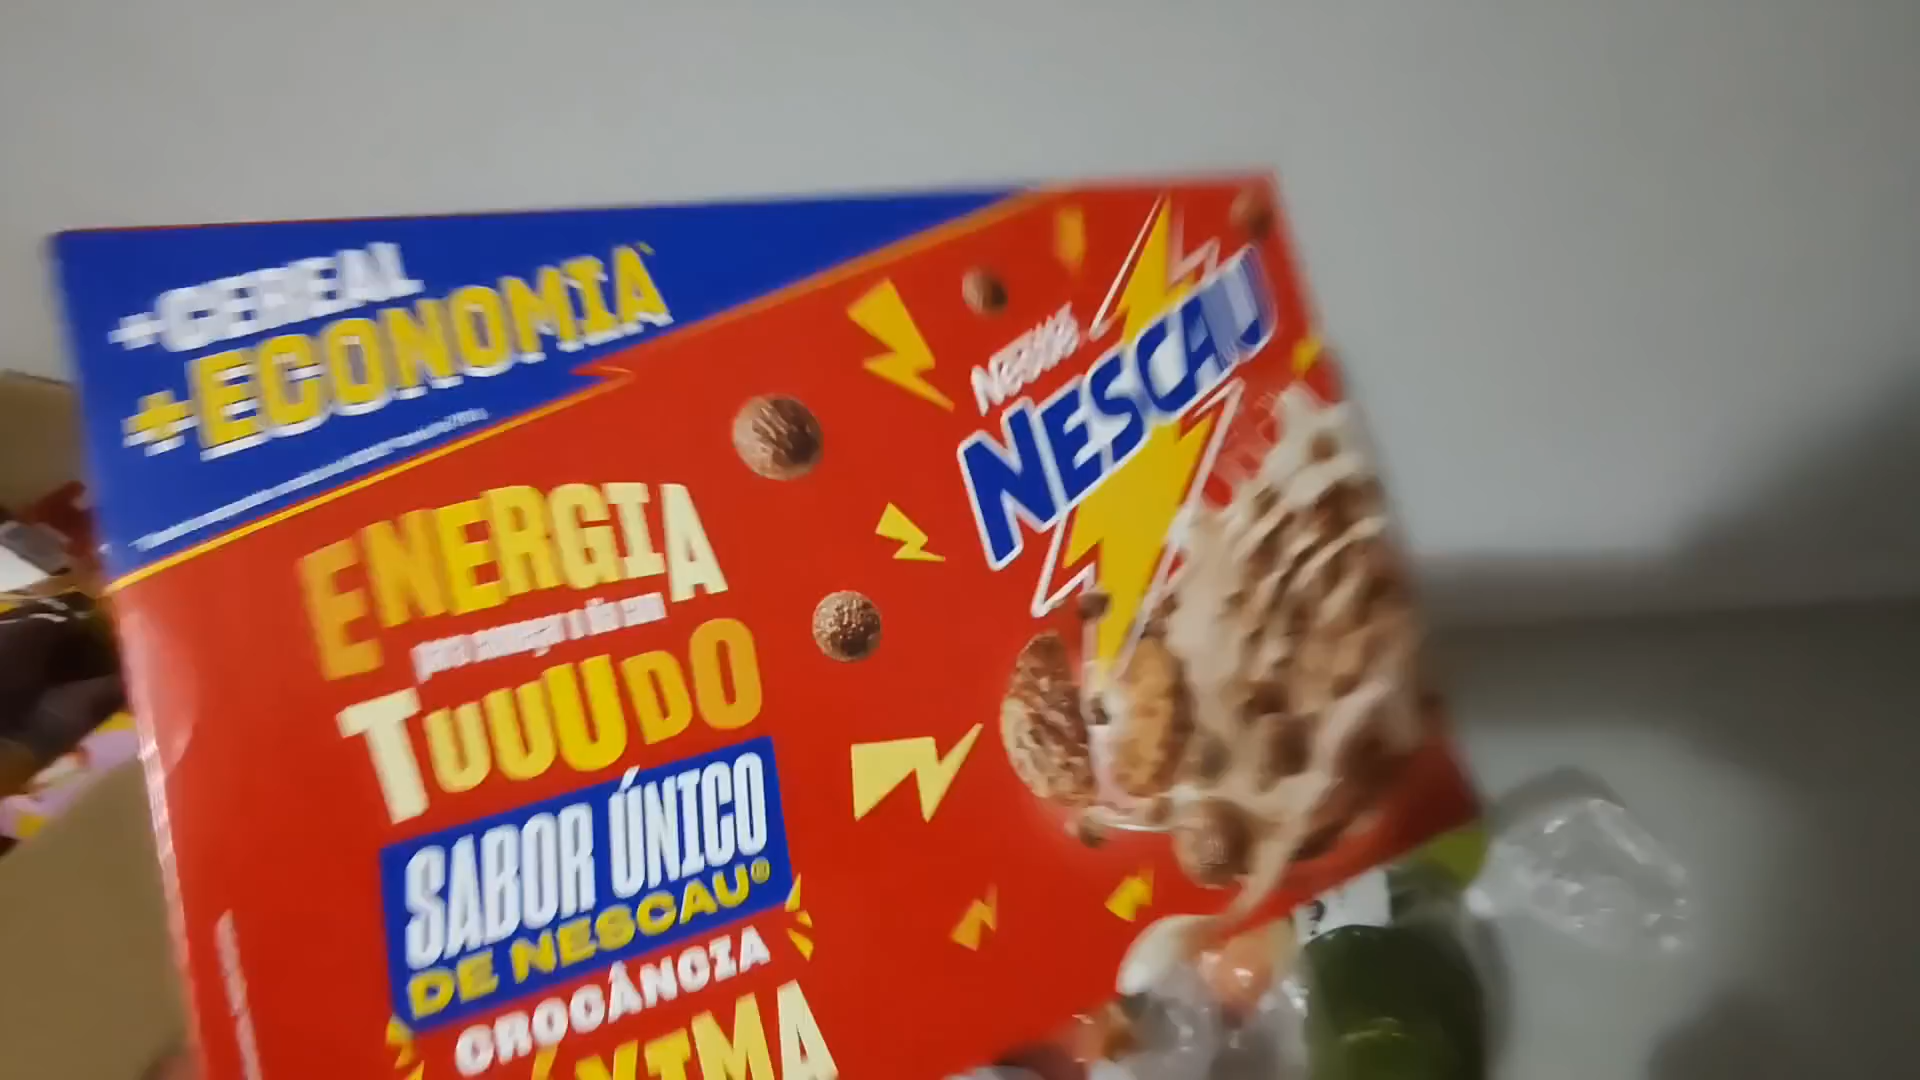 +CEREAL
+ECONOMIA
ENERGIA
TUUUDO
SABOR ÚNICO
DE NESCAU®
CROCÂNCIA
Nestlé
NESCAU